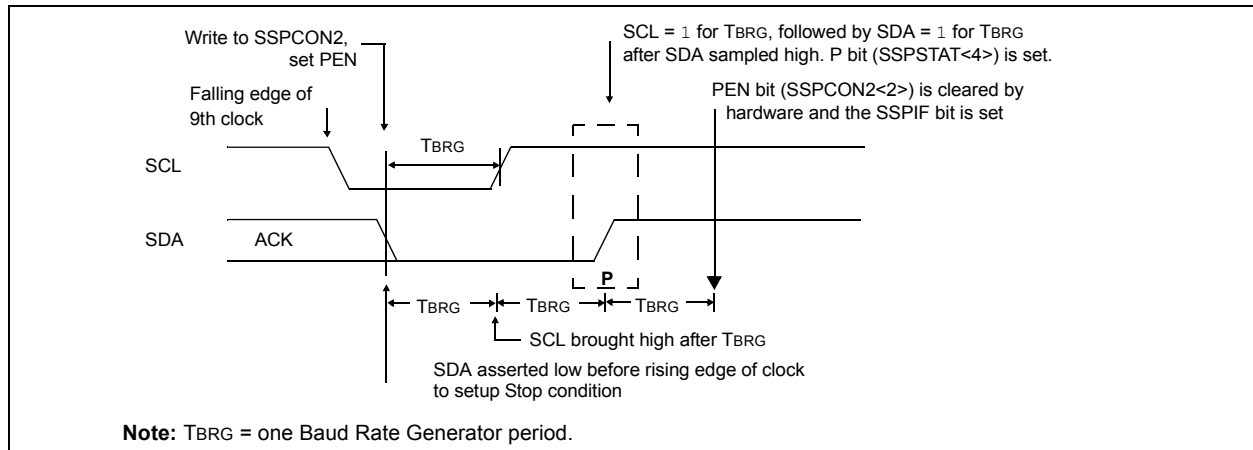 Write to SSPCON2,
set PEN
SCL = 1 for TBRG, followed by SDA = 1 for TBRG
after SDA sampled high. P bit (SSPSTAT<4>) is set.
Falling edge of
9th clock
PEN bit (SSPCON2<2>) is cleared by
hardware and the SSPIF bit is set
TBRG
SCL
SDA
ACK
P
TBRG
TBRG
TBRG
SCL brought high after TBRG
SDA asserted low before rising edge of clock
to setup Stop condition
Note: TBRG = one Baud Rate Generator period.